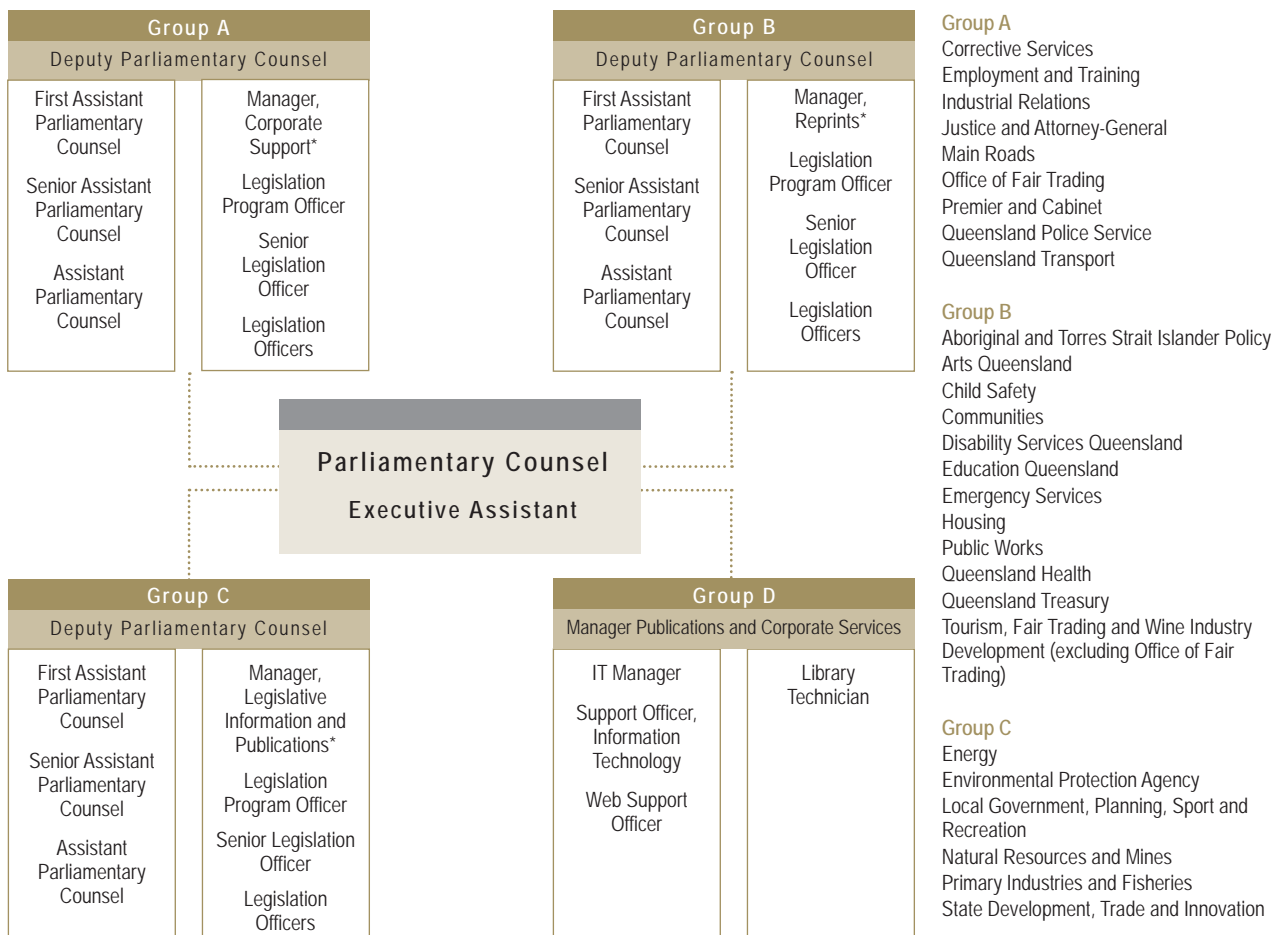 Group A
Deputy Parliamentary Counsel
First Assistant
Parliamentary
Counsel
Senior Assistant
Parliamentary
Counsel
Assistant
Parliamentary
Counsel
Manager,
Corporate
Support*
Legislation
Program Officer
Senior
Legislation
Officer
Legislation
Officers
Group B
Deputy Parliamentary Counsel
First Assistant
Parliamentary
Counsel
Senior Assistant
Parliamentary
Counsel
Assistant
Parliamentary
Counsel
Manager,
Reprints*
Legislation
Program Officer
Senior
Legislation
Officer
Legislation
Officers
Parliamentary Counsel
Executive Assistant
Group C
Deputy Parliamentary Counsel
First Assistant
Parliamentary
Counsel
Senior Assistant
Parliamentary
Counsel
Assistant
Parliamentary
Counsel
Manager,
Legislative
Information and
Publications*
Legislation
Program Officer
Senior Legislation
Officer
Legislation
Officers
Group D
Manager Publications and Corporate Services
IT Manager
Support Officer,
Information
Technology
Web Support
Officer
Library
Technician
Group A
Corrective Services
Employment and Training
Industrial Relations
Justice and Attorney-General
Main Roads
Office of Fair Trading
Premier and Cabinet
Queensland Police Service
Queensland Transport
Group B
Aboriginal and Torres Strait Islander Policy
Arts Queensland
Child Safety
Communities
Disability Services Queensland
Education Queensland
Emergency Services
Housing
Public Works
Queensland Health
Queensland Treasury
Tourism, Fair Trading and Wine Industry
Development (excluding Office of Fair
Trading)
Group C
Energy
Environmental Protection Agency
Local Government, Planning, Sport and
Recreation
Natural Resources and Mines
Primary Industries and Fisheries
State Development, Trade and Innovation